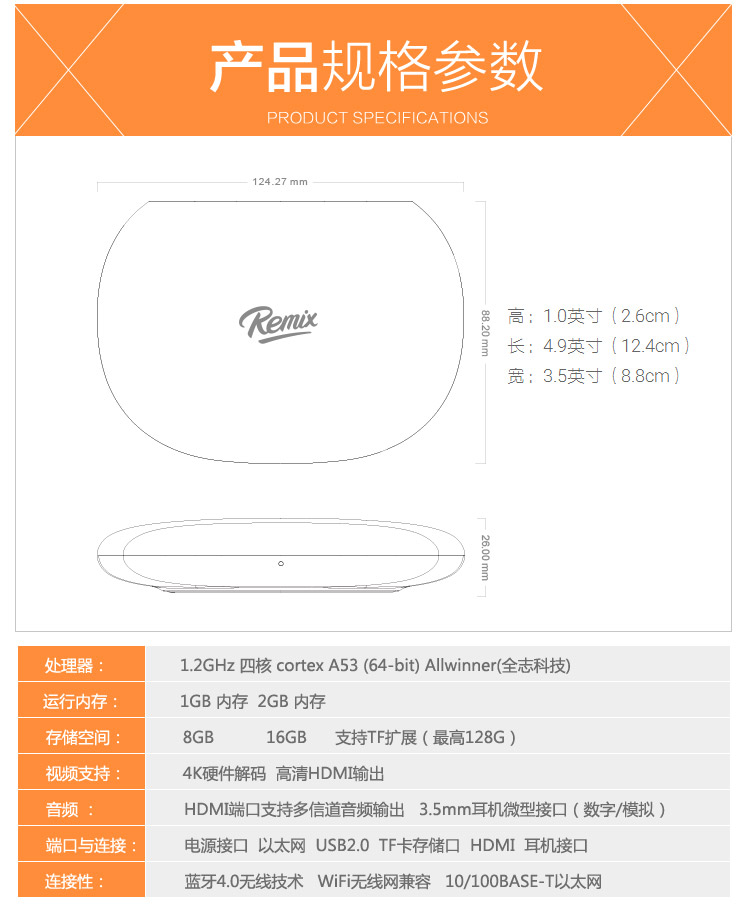 产品规格参数
PRODUCT SPECIFICATIONS
124.27 mm
Remix
88.20 mm
高： 1.0英寸（2.6cm）
长： 4.9英寸（12.4cm）
宽： 3.5英寸（8.8cm）
26.00 mm
处理器： 1.2GHz 四核 cortex A53 (64-bit) Allwinner(全志科技)
运行内存： 1GB 内存 2GB 内存
存储空间： 8GB 16GB 支持TF扩展（最高128G）
视频支持： 4K硬件解码 高清HDMI输出
音频 ： HDMI端口支持多信道音频输出 3.5mm耳机微型接口（数字/模拟）
端口与连接： 电源接口 以太网 USB2.0 TF卡存储口 HDMI 耳机接口
连接性： 蓝牙4.0无线技术 WiFi无线网兼容 10/100BASE-T以太网